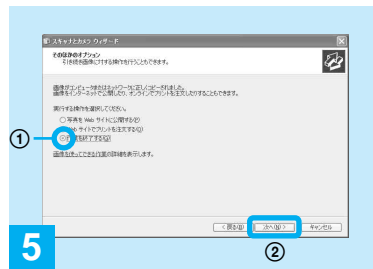 スキャナとカメラ ウィザード
そのほかのオプション
引き続き画像に対する操作を行うこともできます。
画像がコンピュータまたはネットワークに正しくコピーされました。
画像をインターネットで公開したり、オンラインでプリントを注文したりすることもできます。
実行する操作を選択してください。
写真を Web サイトに公開する(P)
Web サイトでプリントを注文する(O)
① 作業を終了する(G)
画像を使ってできる作業の詳細を表示します。
< 戻る(B) 次へ(N) > キャンセル
②
5